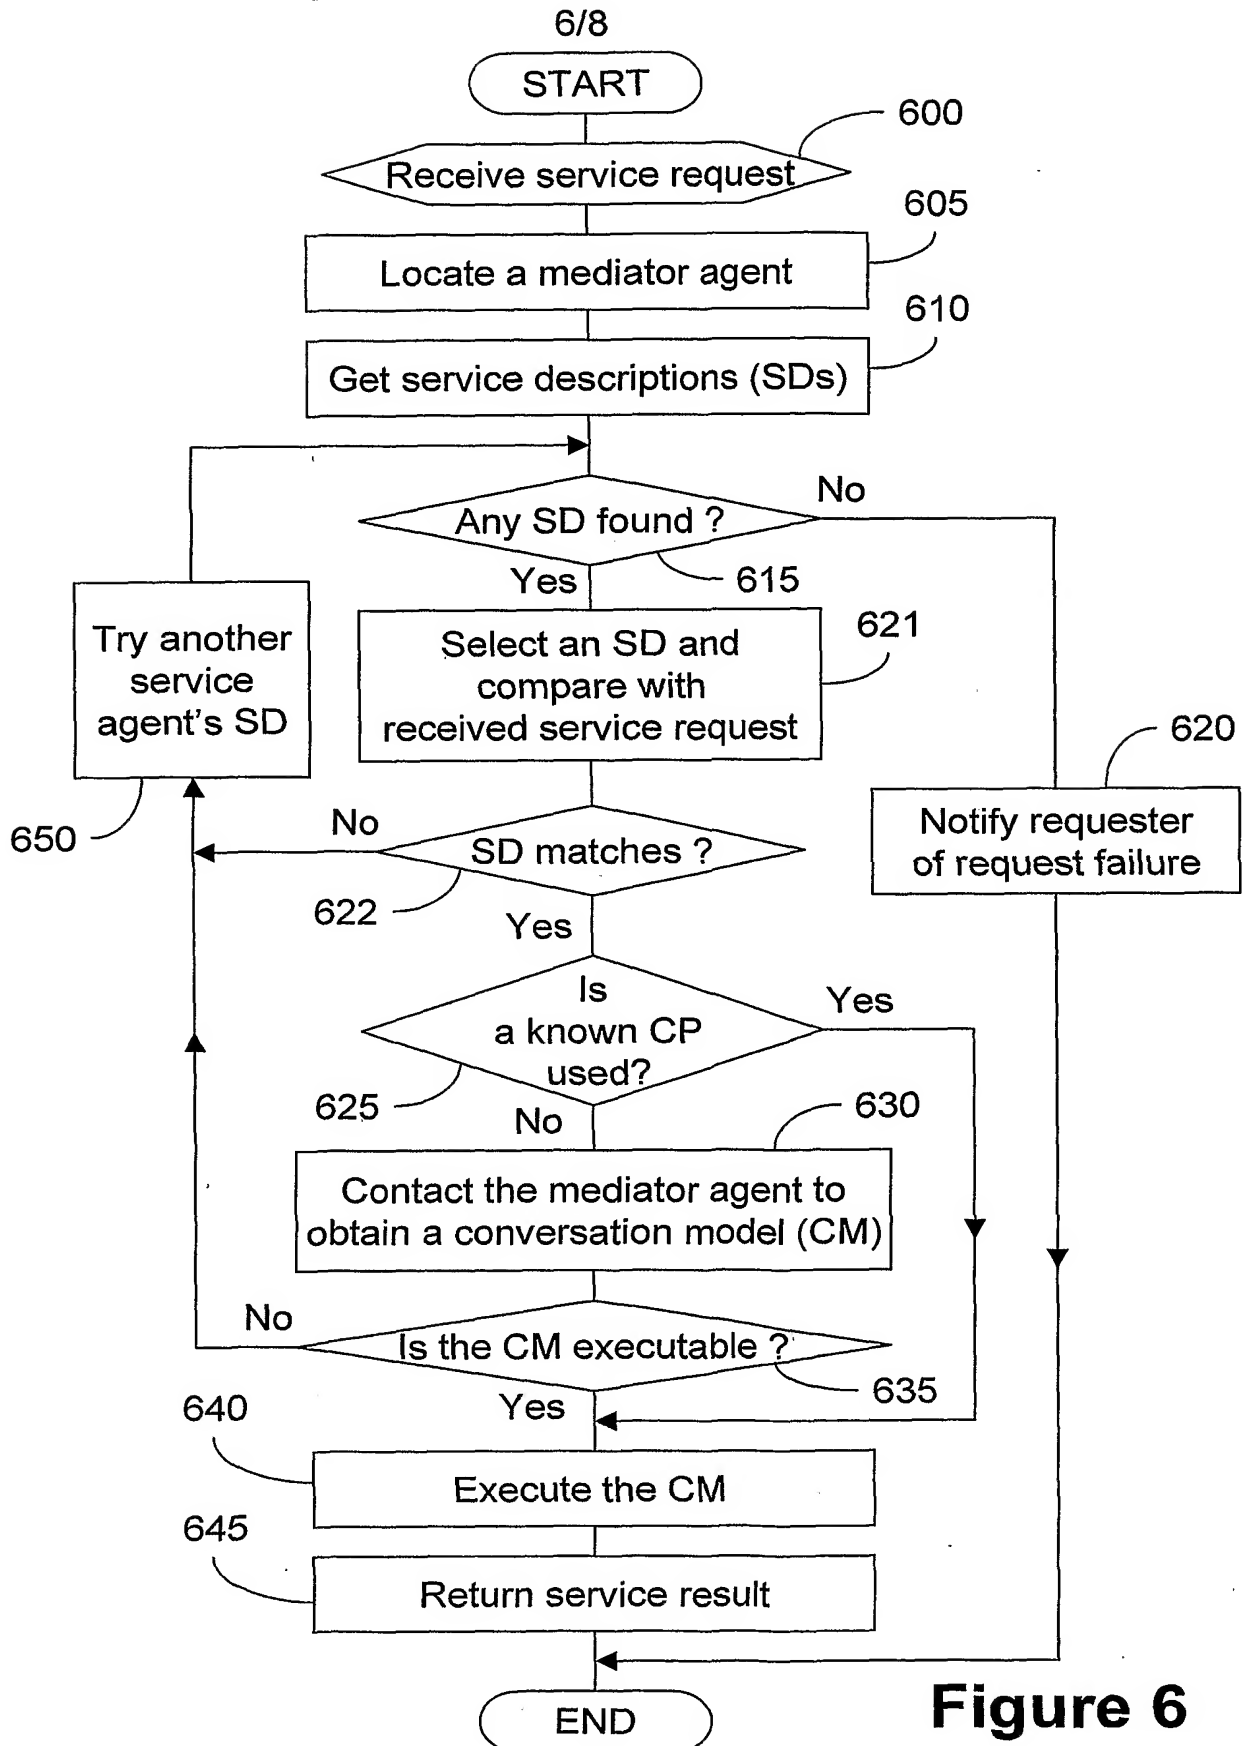 6/8
START
600
Receive service request
605
Locate a mediator agent
610
Get service descriptions (SDs)
No
Any SD found ?
615
Yes
Try another
service
agent's SD
650
621
Select an SD and
compare with
received service request
620
Notify requester
of request failure
No
SD matches ?
622
Yes
Is
a known CP
used?
Yes
625
No
630
Contact the mediator agent to
obtain a conversation model (CM)
No
Is the CM executable ?
635
Yes
640
Execute the CM
645
Return service result
END
Figure 6